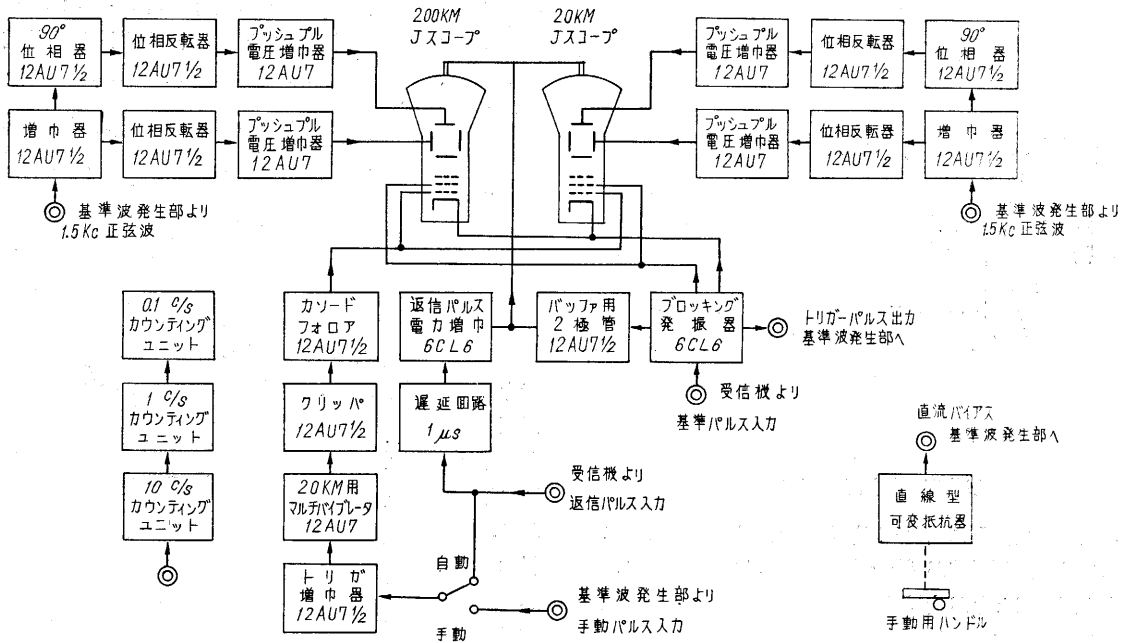 90°
位相器
12AU7 1/2
位相反転器
12AU7 1/2
プッシュプル
電圧増巾器
12AU7
200KM
Jスコープ
20KM
Jスコープ
プッシュプル
電圧増巾器
12AU7
位相反転器
12AU7 1/2
90°
位相器
12AU7 1/2
増巾器
12AU7 1/2
位相反転器
12AU7 1/2
プッシュプル
電圧増巾器
12AU7
プッシュプル
電圧増巾器
12AU7
位相反転器
12AU7 1/2
増巾器
12AU7 1/2
基準波発生部より
1.5Kc 正弦波
基準波発生部より
1.5Kc 正弦波
0.1 c/s
カウンティング
ユニット
カソード
フォロア
12AU7 1/2
返信パルス
電力増巾
6CL6
バッファ用
2極管
12AU7 1/2
ブロッキング
発振器
6CL6
トリガーパルス出力
基準波発生部へ
1 c/s
カウンティング
ユニット
クリッパ
12AU7 1/2
遅延回路
1μs
受信機より
基準パルス入力
直流バイアス
基準波発生部へ
10 c/s
カウンティング
ユニット
20KM用
マルチバイブレータ
12AU7
受信機より
返信パルス入力
直線型
可変抵抗器
トリガ
増巾器
12AU7 1/2
自動
手動
基準波発生部より
手動パルス入力
手動用ハンドル